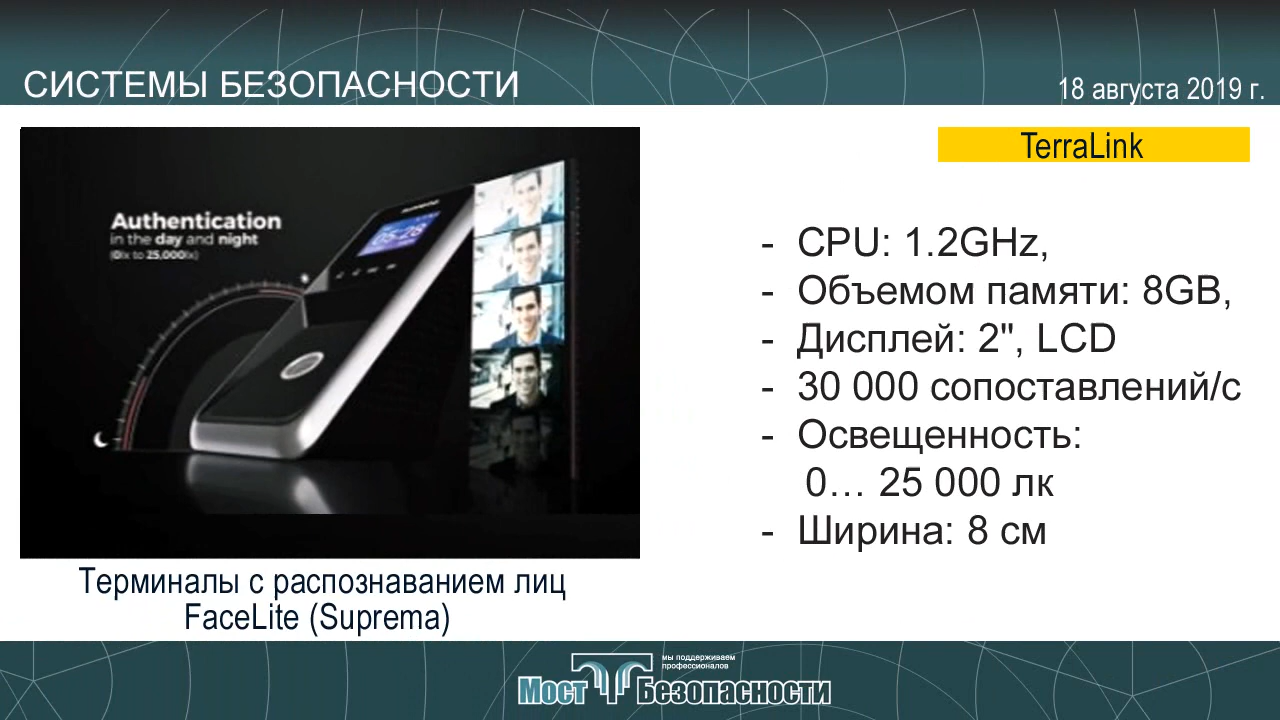 СИСТЕМЫ БЕЗОПАСНОСТИ
18 августа 2019 г.
TerraLink
Authentication
in the day and night
(0lx to 25,000lx)
- CPU: 1.2GHz,
- Объемом памяти: 8GB,
- Дисплей: 2", LCD
- 30 000 сопоставлений/с
- Освещенность:
0… 25 000 лк
- Ширина: 8 см
Терминалы с распознаванием лиц
FaceLite (Suprema)
мы поддерживаем
профессионалов
Мост Безопасности